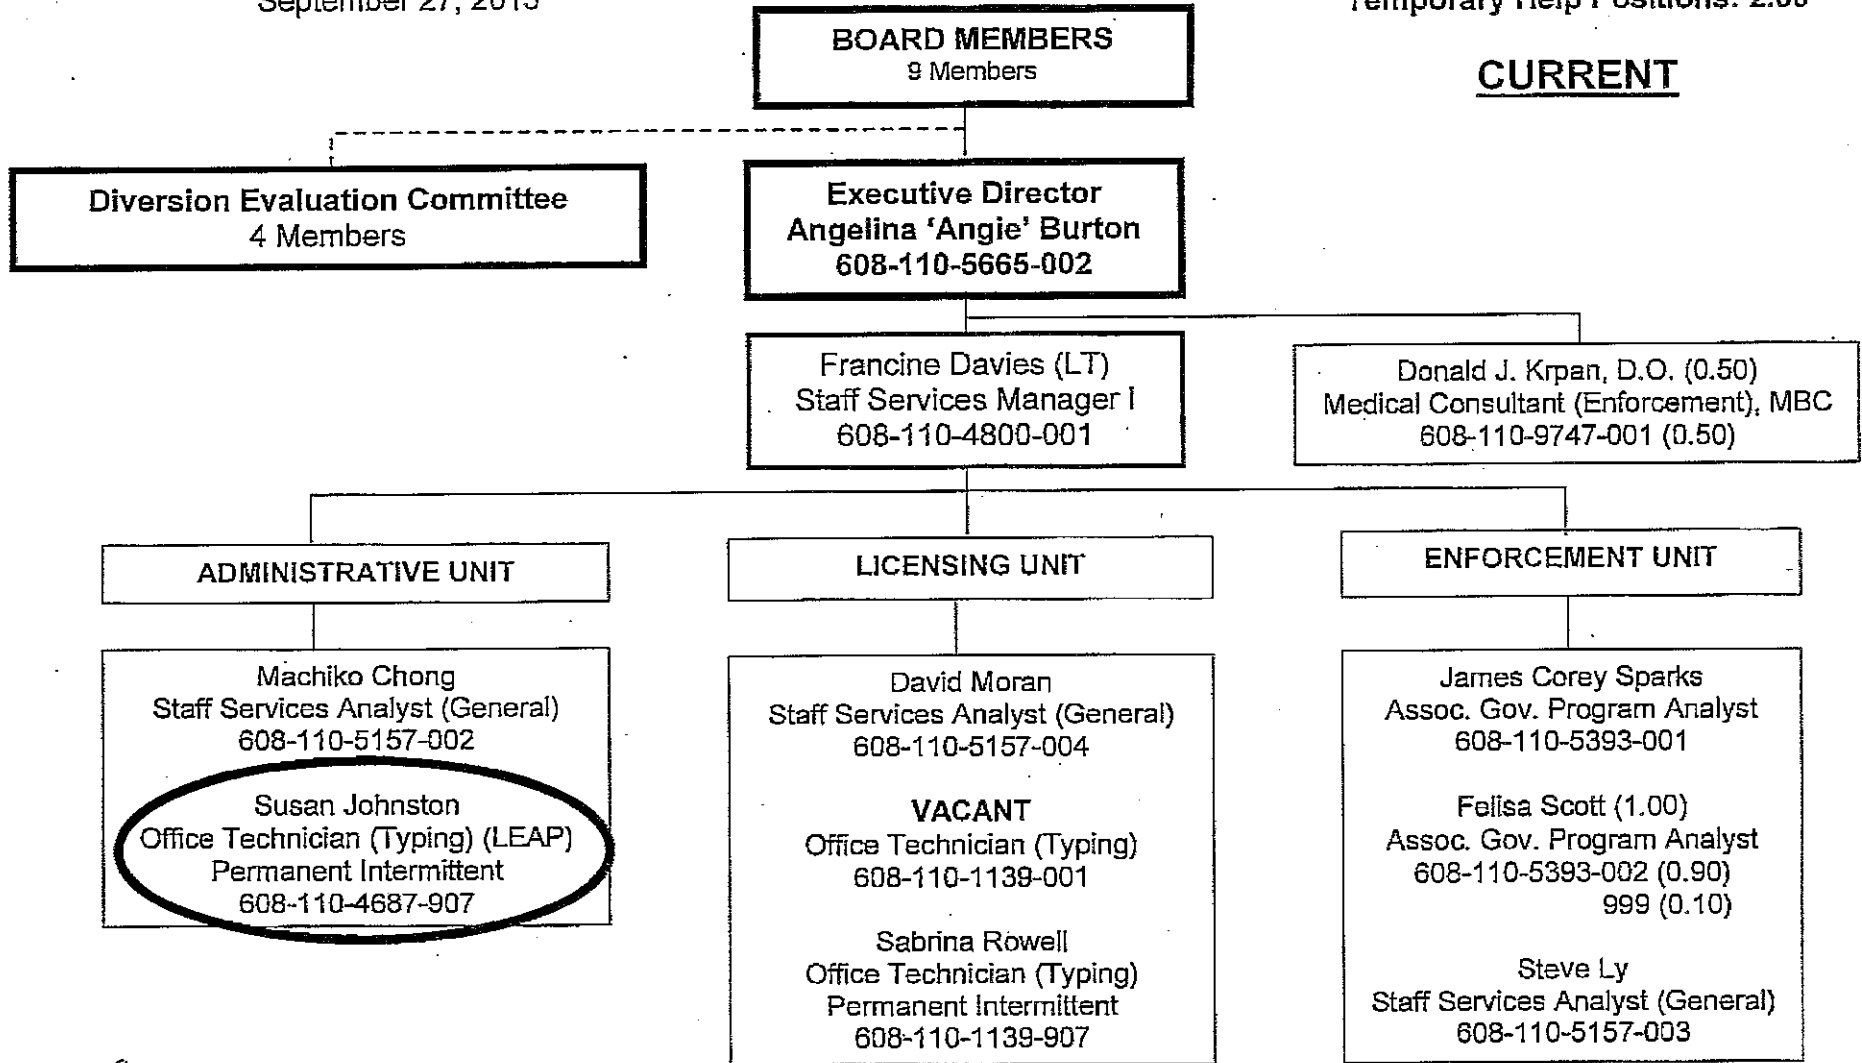 BOARD MEMBERS
9 Members
CURRENT
Diversion Evaluation Committee
4 Members
Executive Director
Angelina ‘Angie’ Burton
608-110-5665-002
Francine Davies (LT)
Staff Services Manager I
608-110-4800-001
Donald J. Krpan, D.O. (0.50)
Medical Consultant (Enforcement), MBC
608-110-9747-001 (0.50)
ADMINISTRATIVE UNIT
Machiko Chong
Staff Services Analyst (General)
608-110-5157-002
Susan Johnston
Office Technician (Typing) (LEAP)
Permanent Intermittent
608-110-4687-907
LICENSING UNIT
David Moran
Staff Services Analyst (General)
608-110-5157-004
VACANT
Office Technician (Typing)
608-110-1139-001
Sabrina Rowell
Office Technician (Typing)
Permanent Intermittent
608-110-1139-907
ENFORCEMENT UNIT
James Corey Sparks
Assoc. Gov. Program Analyst
608-110-5393-001
Felisa Scott (1.00)
Assoc. Gov. Program Analyst
608-110-5393-002 (0.90)
999 (0.10)
Steve Ly
Staff Services Analyst (General)
608-110-5157-003